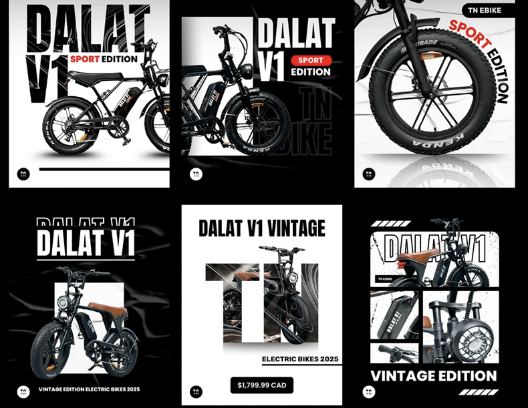 DALAT
V1
SPORT EDITION
DALAT
V1
SPORT
EDITION
TN
EBIKE
TN EBIKE
SPORT EDITION
KENDA
KENDA
DALAT V1
DALAT V1
VINTAGE EDITION ELECTRIC BIKES 2025
DALAT V1 VINTAGE
TN
ELECTRIC BIKES 2025
$1,799.99 CAD
DALAT V1
VINTAGE EDITION